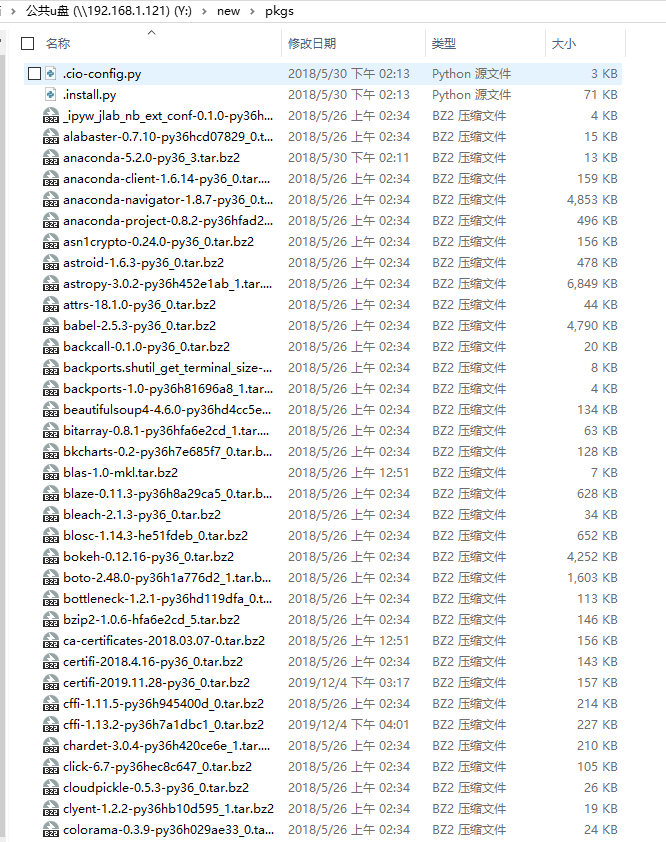 公共u盘 (\\192.168.1.121) (Y:) > new > pkgs
名称 修改日期 类型 大小
.cio-config.py 2018/5/30 下午 02:13 Python 源文件 3 KB
.install.py 2018/5/30 下午 02:13 Python 源文件 71 KB
_ipyw_jlab_nb_ext_conf-0.1.0-py36h... 2018/5/26 上午 02:34 BZ2 压缩文件 4 KB
alabaster-0.7.10-py36hcd07829_0.t... 2018/5/26 上午 02:34 BZ2 压缩文件 15 KB
anaconda-5.2.0-py36_3.tar.bz2 2018/5/30 下午 02:11 BZ2 压缩文件 13 KB
anaconda-client-1.6.14-py36_0.tar.... 2018/5/26 上午 02:34 BZ2 压缩文件 159 KB
anaconda-navigator-1.8.7-py36_0.t... 2018/5/26 上午 02:34 BZ2 压缩文件 4,853 KB
anaconda-project-0.8.2-py36hfad2... 2018/5/26 上午 02:34 BZ2 压缩文件 496 KB
asn1crypto-0.24.0-py36_0.tar.bz2 2018/5/26 上午 02:34 BZ2 压缩文件 156 KB
astroid-1.6.3-py36_0.tar.bz2 2018/5/26 上午 02:34 BZ2 压缩文件 478 KB
astropy-3.0.2-py36h452e1ab_1.tar.... 2018/5/26 上午 02:34 BZ2 压缩文件 6,849 KB
attrs-18.1.0-py36_0.tar.bz2 2018/5/26 上午 02:34 BZ2 压缩文件 44 KB
babel-2.5.3-py36_0.tar.bz2 2018/5/26 上午 02:34 BZ2 压缩文件 4,790 KB
backcall-0.1.0-py36_0.tar.bz2 2018/5/26 上午 02:34 BZ2 压缩文件 20 KB
backports.shutil_get_terminal_size-... 2018/5/26 上午 02:34 BZ2 压缩文件 8 KB
backports-1.0-py36h81696a8_1.tar.... 2018/5/26 上午 02:34 BZ2 压缩文件 4 KB
beautifulsoup4-4.6.0-py36hd4cc5e... 2018/5/26 上午 02:34 BZ2 压缩文件 134 KB
bitarray-0.8.1-py36hfa6e2cd_1.tar.... 2018/5/26 上午 02:34 BZ2 压缩文件 63 KB
bkcharts-0.2-py36h7e685f7_0.tar.b... 2018/5/26 上午 02:34 BZ2 压缩文件 128 KB
blas-1.0-mkl.tar.bz2 2018/5/26 上午 12:51 BZ2 压缩文件 7 KB
blaze-0.11.3-py36h8a29ca5_0.tar.b... 2018/5/26 上午 02:34 BZ2 压缩文件 628 KB
bleach-2.1.3-py36_0.tar.bz2 2018/5/26 上午 02:34 BZ2 压缩文件 34 KB
blosc-1.14.3-he51fdeb_0.tar.bz2 2018/5/26 上午 02:34 BZ2 压缩文件 652 KB
bokeh-0.12.16-py36_0.tar.bz2 2018/5/26 上午 02:34 BZ2 压缩文件 4,252 KB
boto-2.48.0-py36h1a776d2_1.tar.b... 2018/5/26 上午 02:34 BZ2 压缩文件 1,603 KB
bottleneck-1.2.1-py36hd119dfa_0.t... 2018/5/26 上午 02:34 BZ2 压缩文件 113 KB
bzip2-1.0.6-hfa6e2cd_5.tar.bz2 2018/5/26 上午 02:34 BZ2 压缩文件 146 KB
ca-certificates-2018.03.07-0.tar.bz2 2018/5/26 上午 12:51 BZ2 压缩文件 156 KB
certifi-2018.4.16-py36_0.tar.bz2 2018/5/26 上午 02:34 BZ2 压缩文件 143 KB
certifi-2019.11.28-py36_0.tar.bz2 2019/12/4 下午 03:17 BZ2 压缩文件 157 KB
cffi-1.11.5-py36h945400d_0.tar.bz2 2018/5/26 上午 02:34 BZ2 压缩文件 214 KB
cffi-1.13.2-py36h7a1dbc1_0.tar.bz2 2019/12/4 下午 04:01 BZ2 压缩文件 227 KB
chardet-3.0.4-py36h420ce6e_1.tar.... 2018/5/26 上午 02:34 BZ2 压缩文件 210 KB
click-6.7-py36hec8c647_0.tar.bz2 2018/5/26 上午 02:34 BZ2 压缩文件 105 KB
cloudpickle-0.5.3-py36_0.tar.bz2 2018/5/26 上午 02:34 BZ2 压缩文件 26 KB
clyent-1.2.2-py36hb10d595_1.tar.bz2 2018/5/26 上午 02:34 BZ2 压缩文件 19 KB
colorama-0.3.9-py36h029ae33_0.ta... 2018/5/26 上午 02:34 BZ2 压缩文件 24 KB